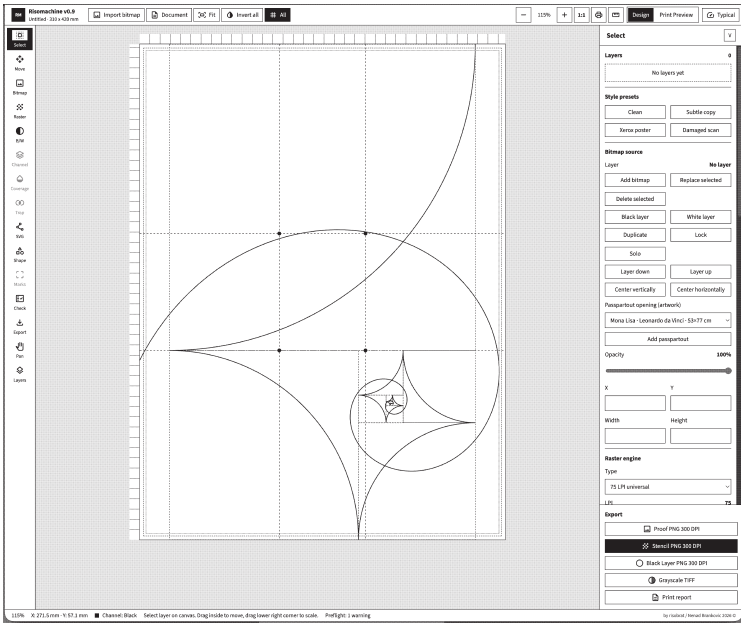 RM
Risomachine v0.9
Untitled · 310 x 420 mm
Import bitmap
Document
Fit
Invert all
All
115%
1:1
Design
Print Preview
Typical
Select
Move
Bitmap
Raster
B/W
Channel
Coverage
Trick
SVG
Shape
Moiré
Check
Export
Pan
Layers
Select
V
Layers 0
No layers yet
Style presets
Clean Subtle copy
Xerox poster Damaged scan
Bitmap source
Layer No layer
Add bitmap Replace selected
Delete selected
Black layer White layer
Duplicate Lock
Solo
Layer down Layer up
Center vertically Center horizontally
Passpartout opening (artwork)
Mona Lisa · Leonardo da Vinci · 53×77 cm
Add passpartout
Opacity 100%
X Y
Width Height
Raster engine
Type
75 LPI universal
LPI 75
Export
Proof PNG 300 DPI
Stencil PNG 300 DPI
Black Layer PNG 300 DPI
Grayscale TIFF
Print report
115% X: 271.5 mm · Y: 57.1 mm Channel: Black Select layer on canvas. Drag inside to move, drag lower right corner to scale. Preflight: 1 warning